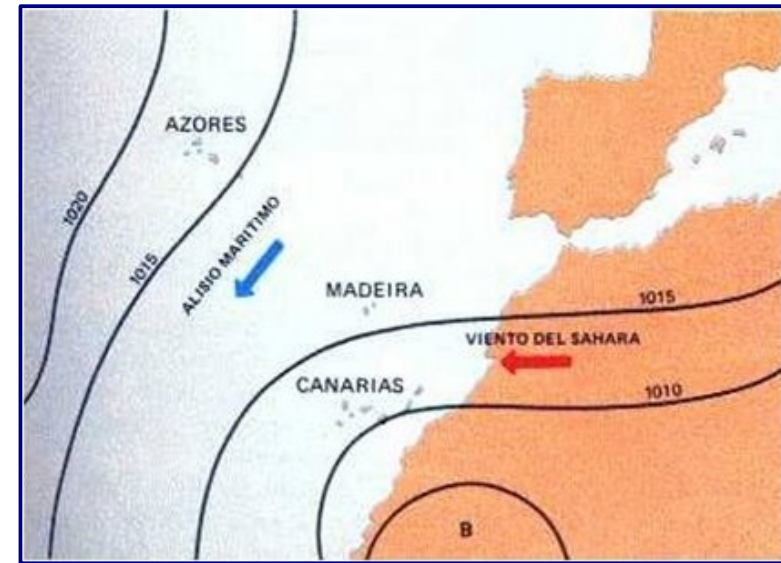 AZORES
1020
1015
ALISIO MARITIMO
MADEIRA
1015
VIENTO DEL SAHARA
CANARIAS
1010
B